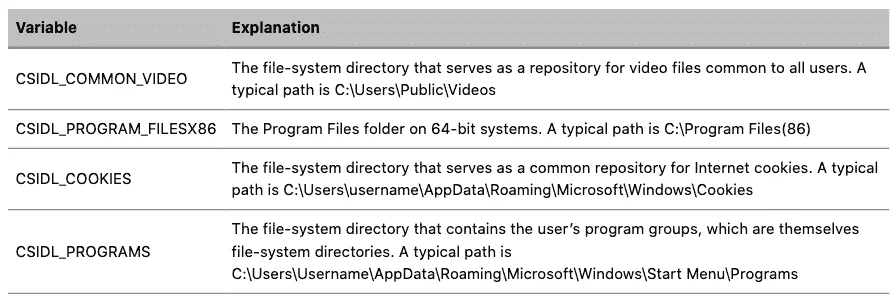 Variable Explanation
CSIDL_COMMON_VIDEO The file-system directory that serves as a repository for video files common to all users. A
typical path is C:\Users\Public\Videos
CSIDL_PROGRAM_FILESX86 The Program Files folder on 64-bit systems. A typical path is C:\Program Files(86)
CSIDL_COOKIES The file-system directory that serves as a common repository for Internet cookies. A typical
path is C:\Users\username\AppData\Roaming\Microsoft\Windows\Cookies
The file-system directory that contains the user’s program groups, which are themselves
CSIDL_PROGRAMS file-system directories. A typical path is
C:\Users\Username\AppData\Roaming\Microsoft\Windows\Start Menu\Programs